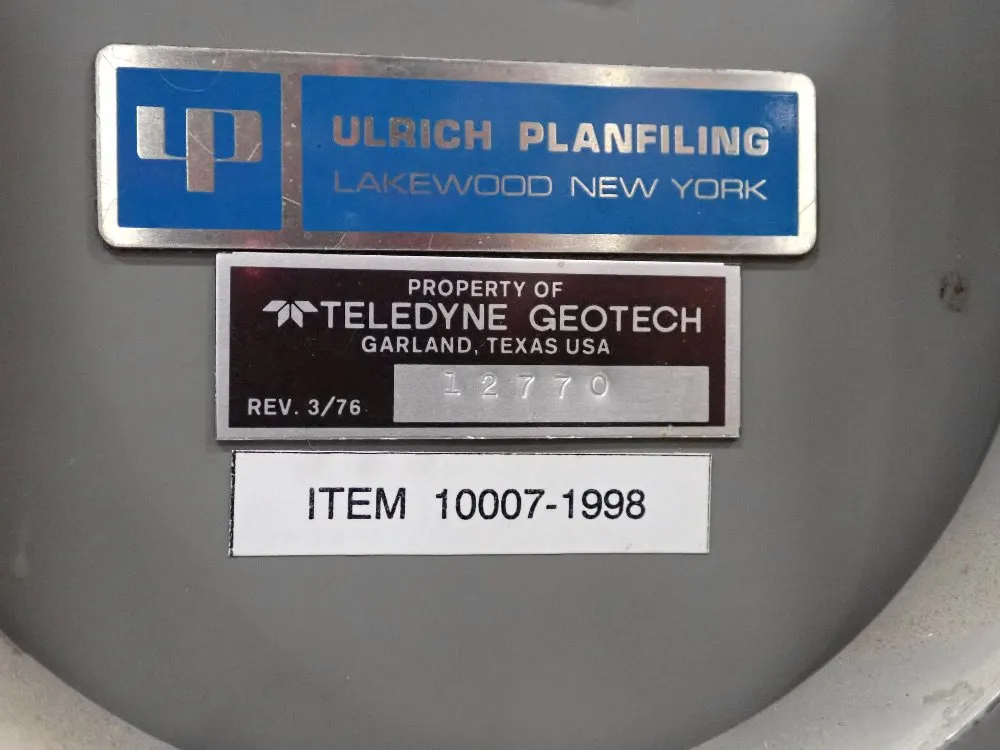 UP
ULRICH PLANFILING
LAKEWOOD NEW YORK
PROPERTY OF
TELEDYNE GEOTECH
GARLAND, TEXAS USA
12770
REV. 3/76
ITEM 10007-1998